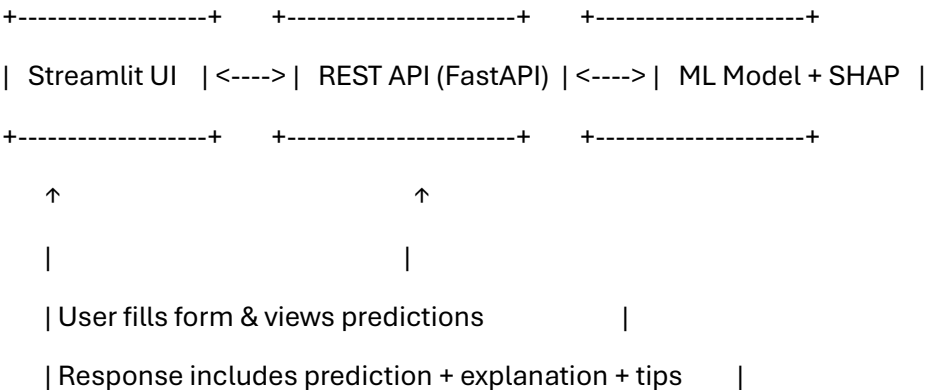 +-------------------+ +-----------------------+ +---------------------+
| Streamlit UI | <----> | REST API (FastAPI) | <----> | ML Model + SHAP |
+-------------------+ +-----------------------+ +---------------------+
↑ ↑
| |
| User fills form & views predictions |
| Response includes prediction + explanation + tips |